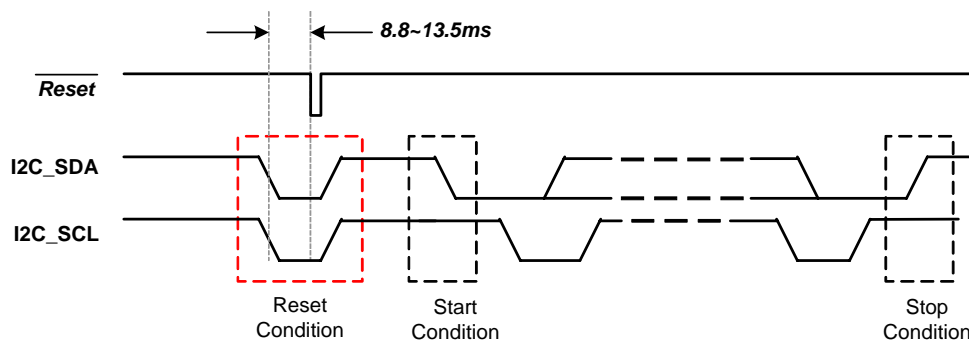 8.8~13.5ms
Reset
I2C_SDA
I2C_SCL
Reset
Condition
Start
Condition
Stop
Condition